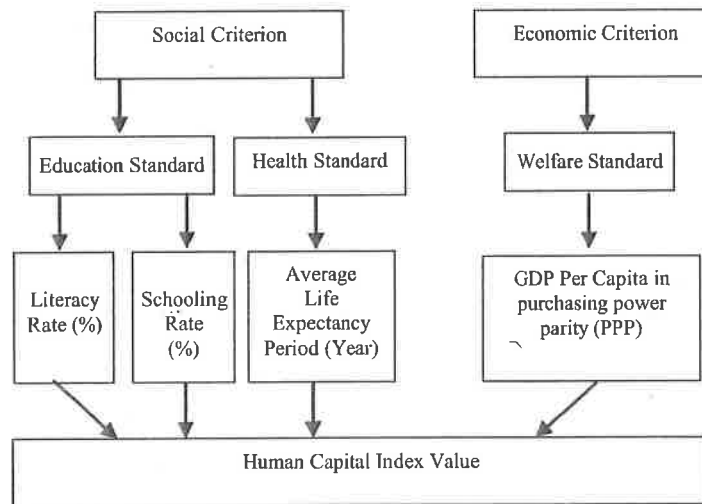 Social Criterion
Economic Criterion
Education Standard
Health Standard
Welfare Standard
Literacy
Rate (%)
Schooling
Rate
(%)
Average
Life
Expectancy
Period (Year)
GDP Per Capita in
purchasing power
parity (PPP)
Human Capital Index Value